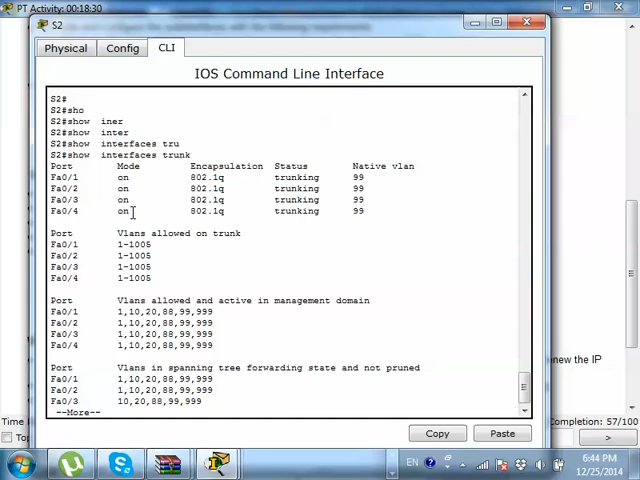 PT Activity: 00:18:30
S2
Physical Config CLI
IOS Command Line Interface
S2#
S2#sho
S2#show iner
S2#show inter
S2#show interfaces tru
S2#show interfaces trunk
Port Mode Encapsulation Status Native vlan
Fa0/1 on 802.1q trunking 99
Fa0/2 on 802.1q trunking 99
Fa0/3 on 802.1q trunking 99
Fa0/4 on 802.1q trunking 99
Port Vlans allowed on trunk
Fa0/1 1-1005
Fa0/2 1-1005
Fa0/3 1-1005
Fa0/4 1-1005
Port Vlans allowed and active in management domain
Fa0/1 1,10,20,88,99,999
Fa0/2 1,10,20,88,99,999
Fa0/3 1,10,20,88,99,999
Fa0/4 1,10,20,88,99,999
Port Vlans in spanning tree forwarding state and not pruned
Fa0/1 1,10,20,88,99,999
Fa0/2 1,10,20,88,99,999
Fa0/3 10,20,88,99,999
--More--
new the IP
Time
Completion: 57/100
Top
>
Copy Paste
EN
6:44 PM
12/25/2014